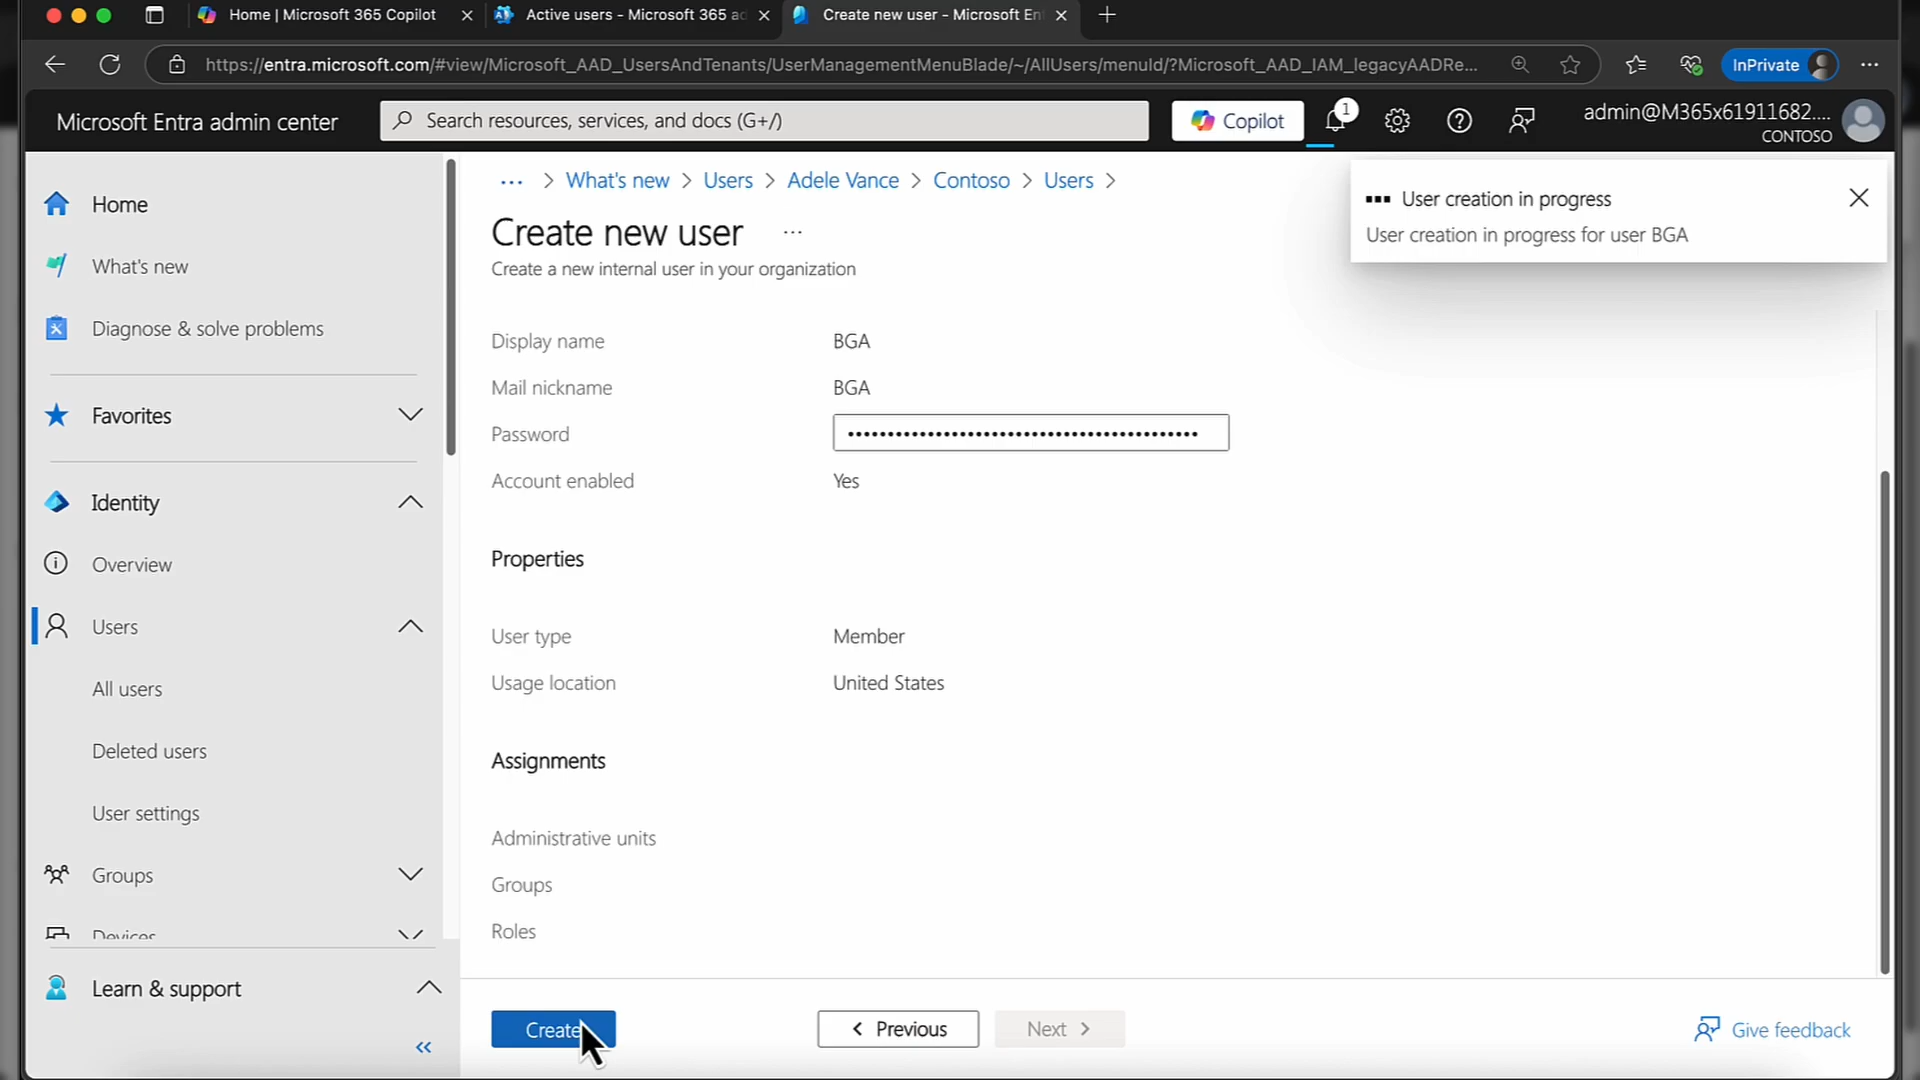 Home | Microsoft 365 Copilot
Active users - Microsoft 365 ad
Create new user - Microsoft En
https://entra.microsoft.com/#view/Microsoft_AAD_UsersAndTenants/UserManagementMenuBlade/~/AllUsers/menuId/?Microsoft_AAD_IAM_legacyAADRe...
InPrivate
Microsoft Entra admin center
Search resources, services, and docs (G+/)
Copilot
1
admin@M365x61911682....
CONTOSO
Home
What's new
Diagnose & solve problems
Favorites
Identity
Overview
Users
All users
Deleted users
User settings
Groups
Devices
Learn & support
... > What's new > Users > Adele Vance > Contoso > Users >
Create new user ...
Create a new internal user in your organization
User creation in progress
User creation in progress for user BGA
Display name BGA
Mail nickname BGA
Password
Account enabled Yes
Properties
User type Member
Usage location United States
Assignments
Administrative units
Groups
Roles
Create
< Previous
Next >
Give feedback